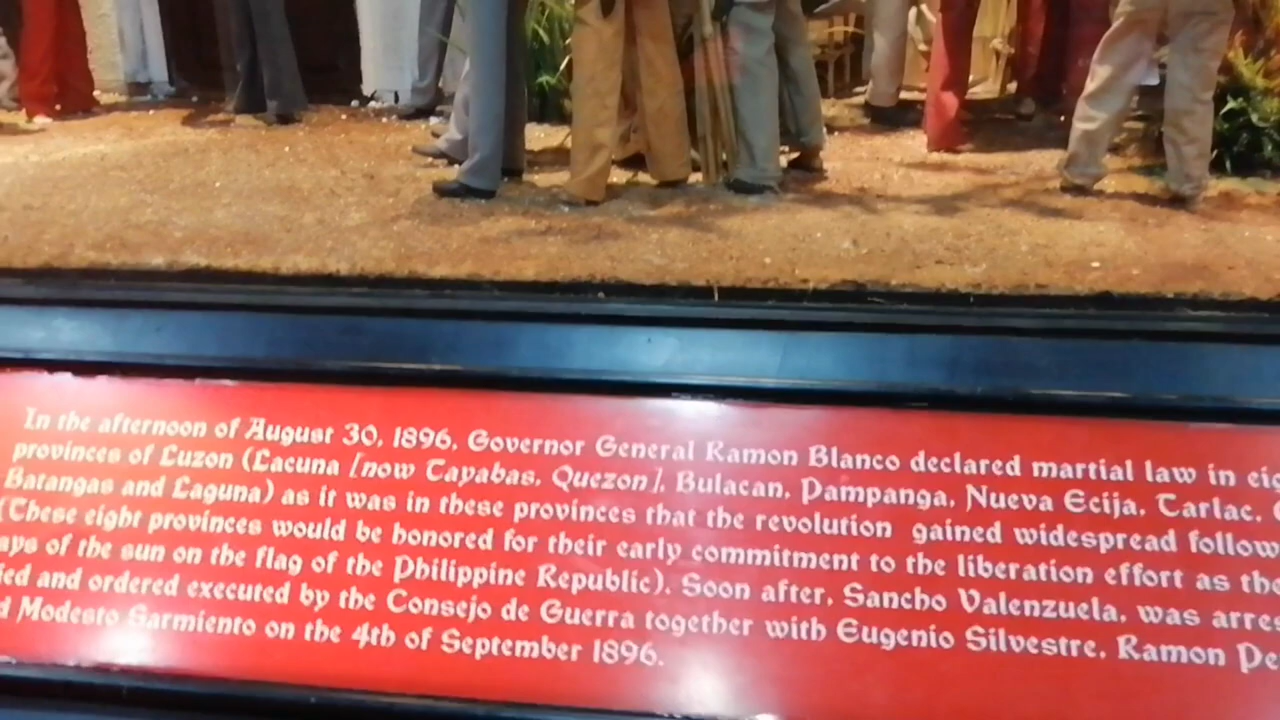 In the afternoon of August 30, 1896, Governor General Ramon Blanco declared martial law in
provinces of Luzon (Lacuna [now Tayabas, Quezon], Bulacan, Pampanga, Nueva Ecija, Tarlac,
Batangas and Laguna) as it was in these provinces that the revolution gained widespread
(These eight provinces would be honored for their early commitment to the liberation effort as
of the sun on the flag of the Philippine Republic). Soon after, Sancho Valenzuela, was
and ordered executed by the Consejo de Guerra together with Eugenio Silvestre, Ramon
Modesto Sarmiento on the 4th of September 1896.